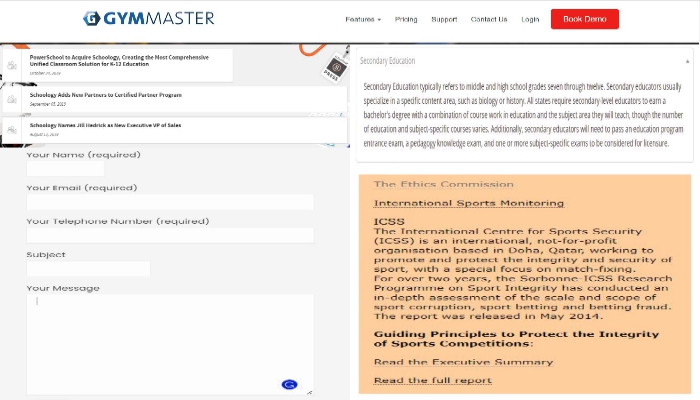 GYMMASTER
Features Pricing Support Contact Us Login Book Demo
PowerSchool to Acquire Schoology, Creating the Most Comprehensive
Unified Classroom Solution for K-12 Education
Schoology Adds New Partners to Certified Partner Program
Schoology Names Jill Hedrick as New Executive VP of Sales
PRESS
Your Name (required)
Your Email (required)
Your Telephone Number (required)
Subject
Your Message
Secondary Education
Secondary Education typically refers to middle and high school grades seven through twelve. Secondary educators usually
specialize in a specific content area, such as biology or history. All states require secondary-level educators to earn a
bachelor's degree with a combination of course work in education and the subject area they will teach, though the number
of education and subject-specific courses varies. Additionally, secondary educators will need to pass an education program
entrance exam, a pedagogy knowledge exam, and one or more subject-specific exams to be considered for licensure.
The Ethics Commission
International Sports Monitoring
ICSS
The International Centre for Sports Security
(ICSS) is an international, not-for-profit
organisation based in Doha, Qatar, working to
promote and protect the integrity and security of
sport, with a special focus on match-fixing.
For over two years, the Sorbonne-ICSS Research
Programme on Sport Integrity has conducted an
in-depth assessment of the scale and scope of
sport corruption, sport betting and betting fraud.
The report was released in May 2014.
Guiding Principles to Protect the Integrity
of Sports Competitions:
Read the Executive Summary
Read the full report